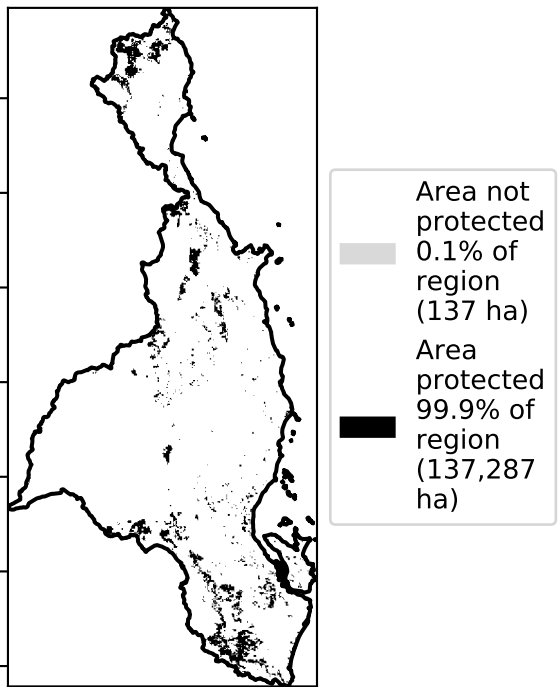 Area not
protected
0.1% of
region
(137 ha)
Area
protected
99.9% of
region
(137,287
ha)